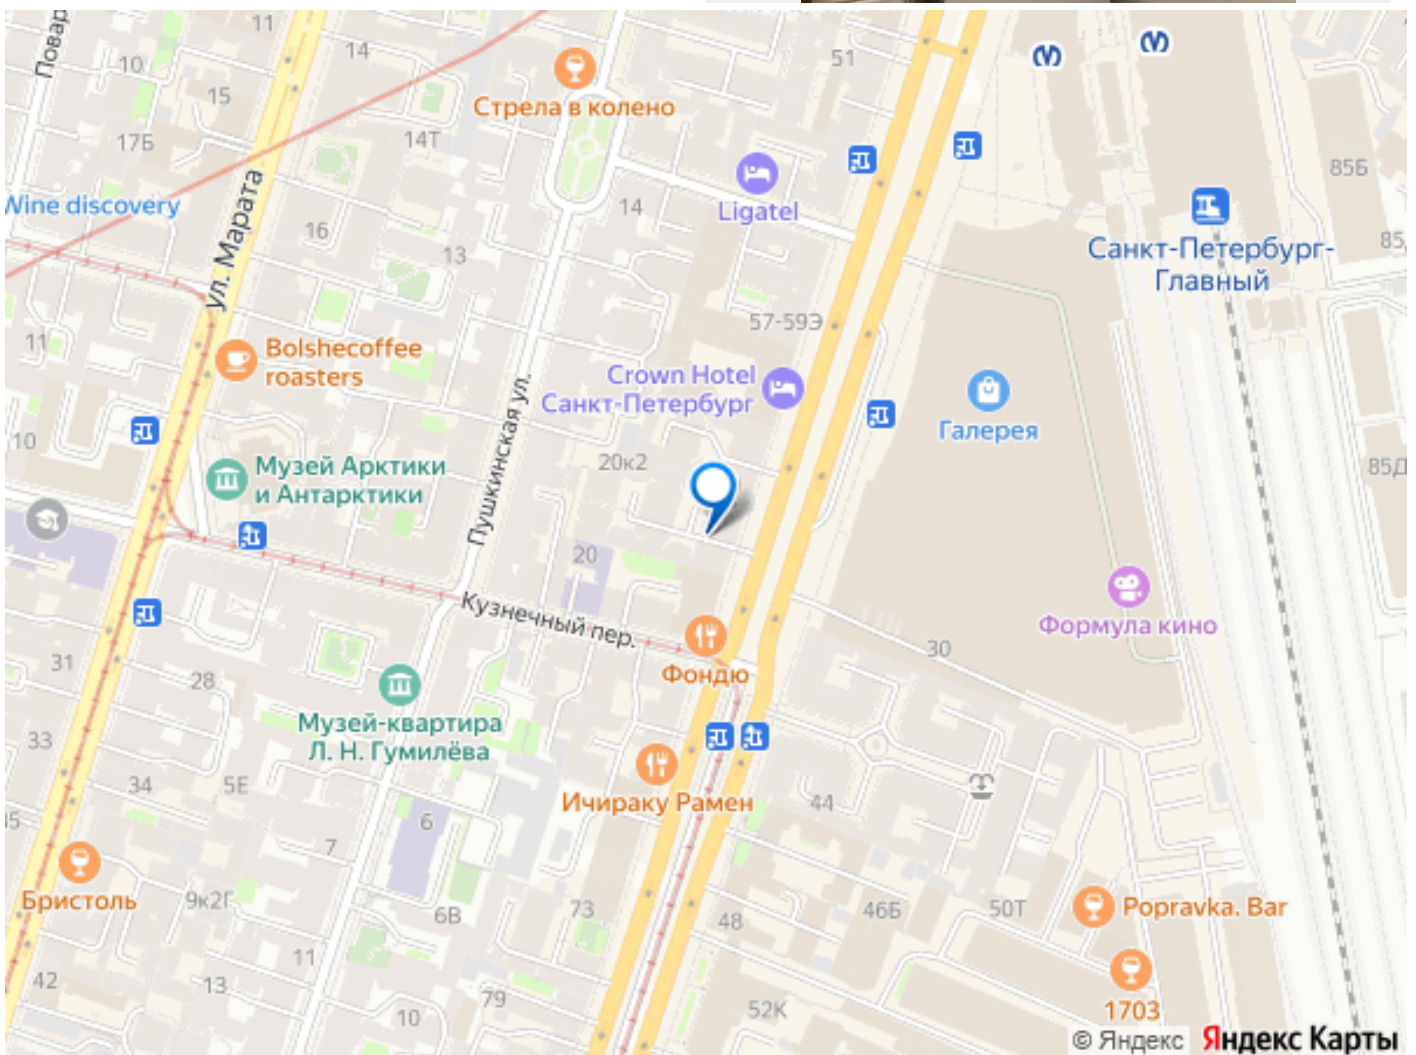 Повар
11
14
51
10
15
Стрела в колено
17Б
14Т
85Б
Wine discovery
ул. Марата
16
14
Ligatel
13
Санкт-Петербург-
Главный
85,
57-59Э
11
Bolshecoffee
roasters
Crown Hotel
Санкт-Петербург
Галерея
10
Пушкинская ул.
20к2
Музей Арктики
и Антарктики
85Д
20
Кузнечный пер.
Формула кино
30
31
28
Фондю
Музей-квартира
Л. Н. Гумилёва
33
34
5Е
Ичираку Рамен
44
35
6
7
Бристоль
9к2Г
6В
73
48
46Б
50Т
Popravka. Bar
11
42
13
79
10
52К
1703
© Яндекс Яндекс Карты